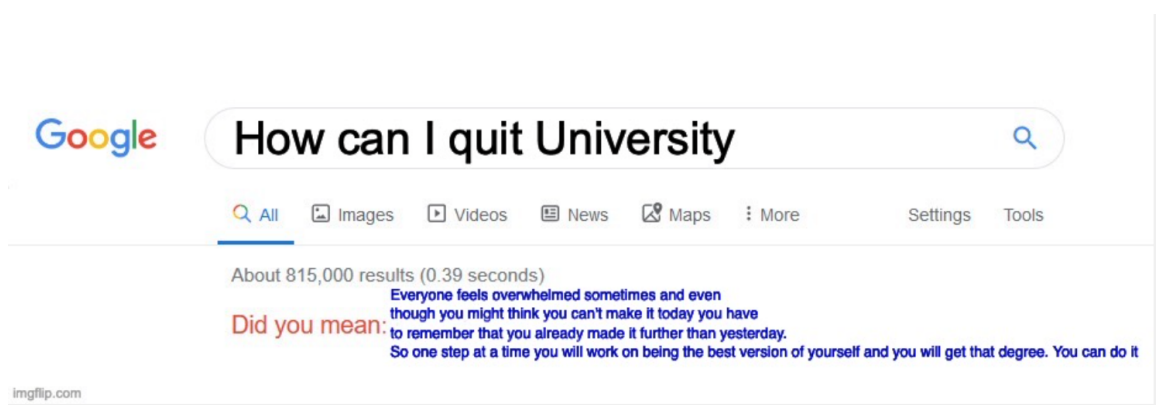 Google
How can I quit University
All Images Videos News Maps More Settings Tools
About 815,000 results (0.39 seconds)
Did you mean:
Everyone feels overwhelmed sometimes and even
though you might think you can't make it today you have
to remember that you already made it further than yesterday.
So one step at a time you will work on being the best version of yourself and you will get that degree. You can do it
imgflip.com